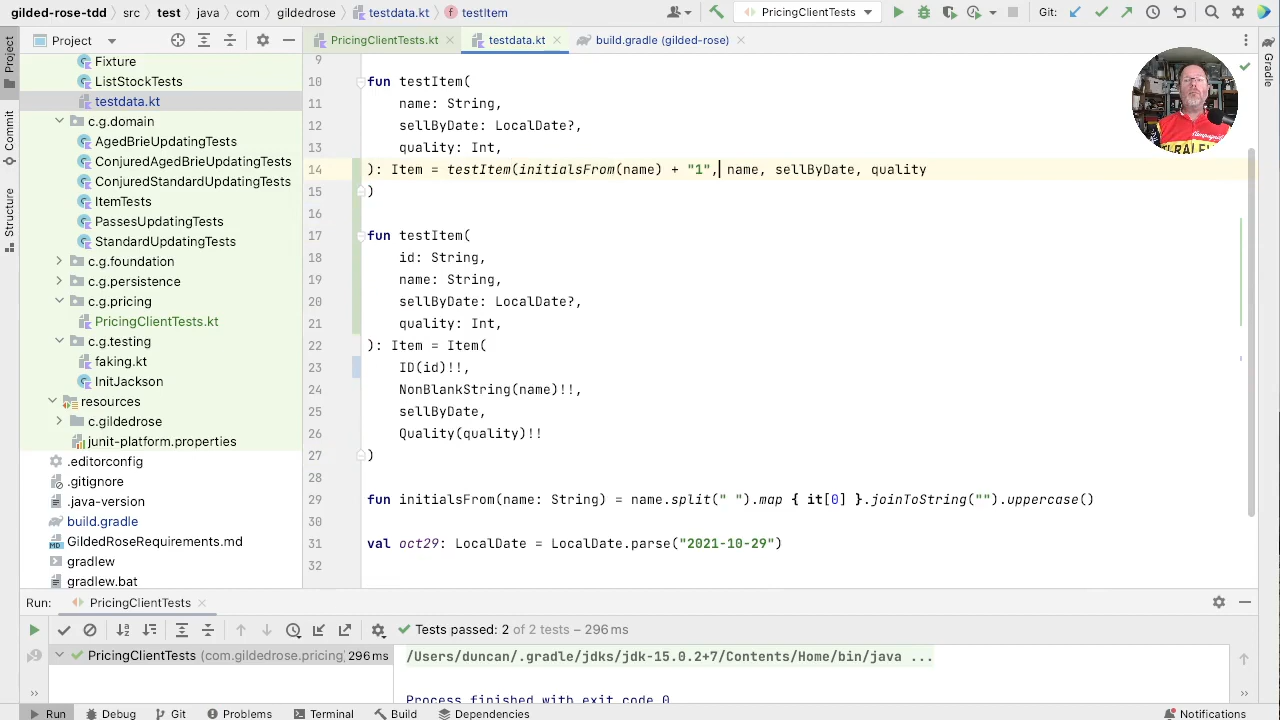 gilded-rose-tdd › src › test › java › com › gildedrose › testdata.kt › testItem
PricingClientTests
Git:
Project
PricingClientTests.kt
testdata.kt
build.gradle (gilded-rose)
Project
Commit
Structure
Gradle
Fixture
ListStockTests
testdata.kt
c.g.domain
AgedBrieUpdatingTests
ConjuredAgedBrieUpdatingTests
ConjuredStandardUpdatingTests
ItemTests
PassesUpdatingTests
StandardUpdatingTests
c.g.foundation
c.g.persistence
c.g.pricing
PricingClientTests.kt
c.g.testing
faking.kt
InitJackson
resources
c.gildedrose
junit-platform.properties
.editorconfig
.gitignore
.java-version
build.gradle
GildedRoseRequirements.md
gradlew
gradlew.bat
9
10 fun testItem(
11 name: String,
12 sellByDate: LocalDate?,
13 quality: Int,
14 ): Item = testItem(initialsFrom(name) + "1", name, sellByDate, quality
15 )
16
17 fun testItem(
18 id: String,
19 name: String,
20 sellByDate: LocalDate?,
21 quality: Int,
22 ): Item = Item(
23 ID(id)!!,
24 NonBlankString(name)!!,
25 sellByDate,
26 Quality(quality)!!
27 )
28
29 fun initialsFrom(name: String) = name.split(" ").map { it[0] }.joinToString("").uppercase()
30
31 val oct29: LocalDate = LocalDate.parse("2021-10-29")
32
Run: PricingClientTests
Tests passed: 2 of 2 tests – 296 ms
PricingClientTests (com.gildedrose.pricing) 296 ms
/Users/duncan/.gradle/jdks/jdk-15.0.2+7/Contents/Home/bin/java ...
Process finished with exit code 0
Run
Debug
Git
Problems
Terminal
Build
Dependencies
Notifications